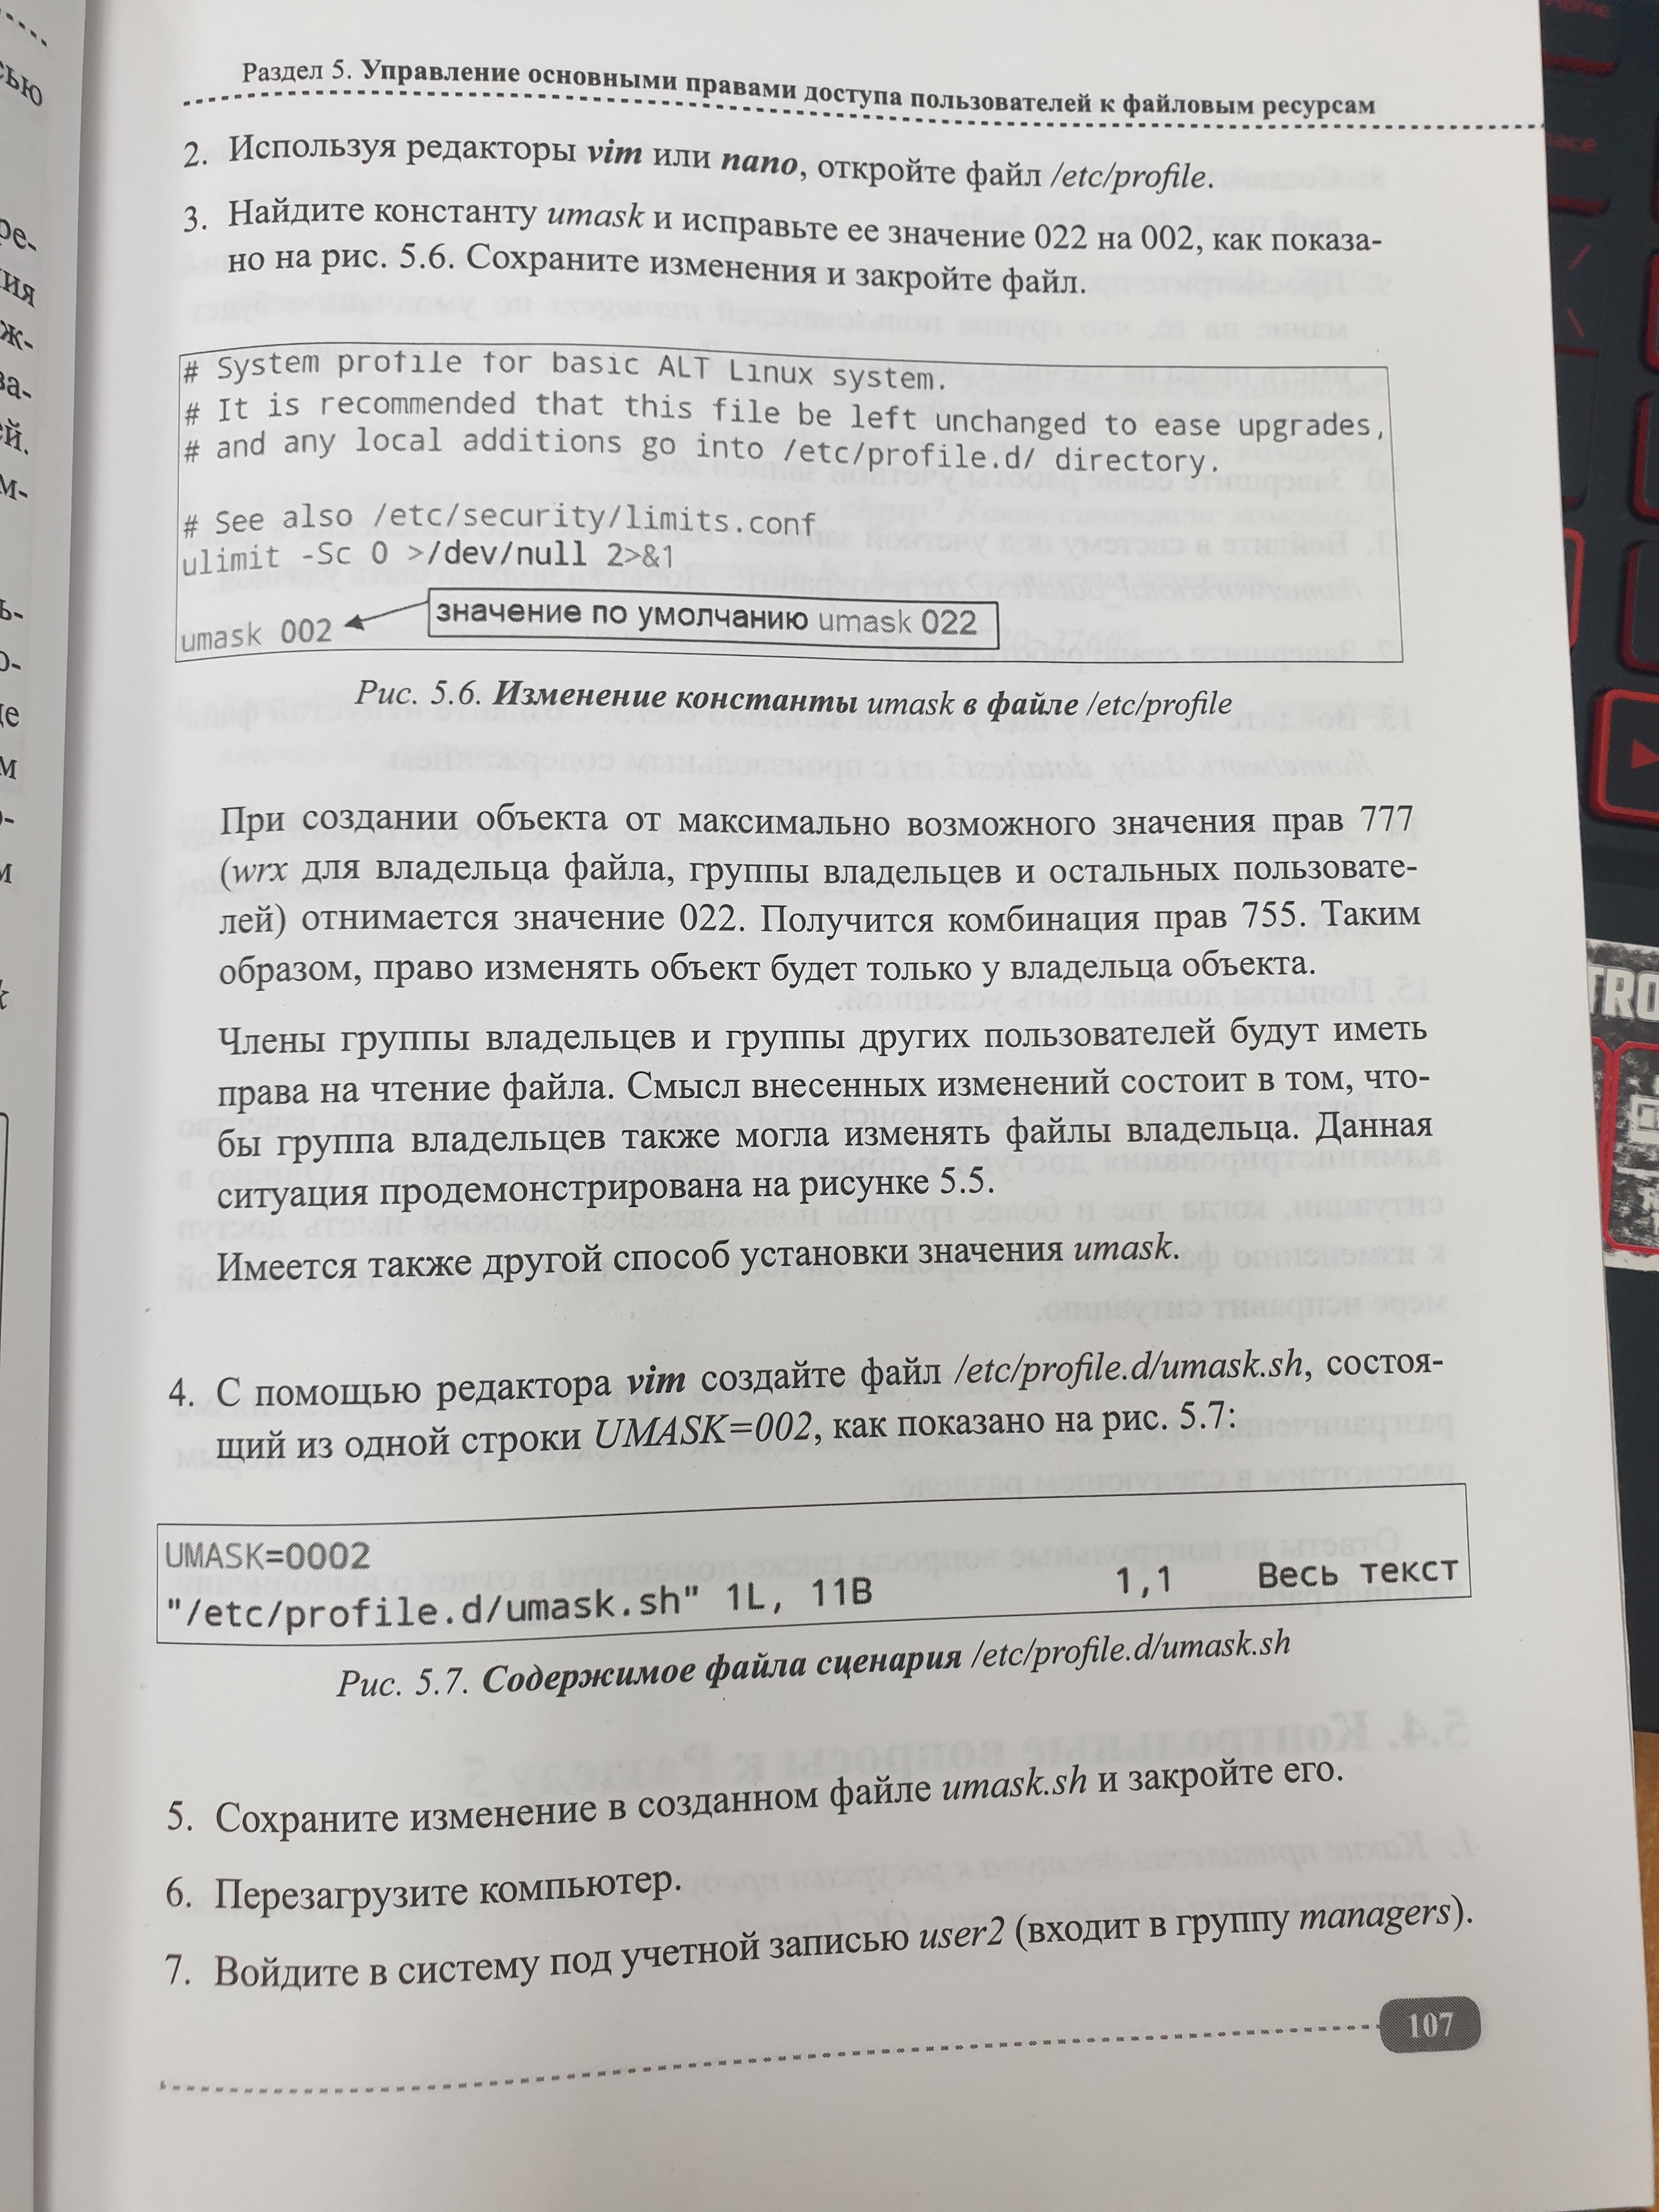 Раздел 5. Управление основными правами доступа пользователей к файловым ресурсам
2. Используя редакторы vim или nano, откройте файл /etc/profile.
3. Найдите константу umask и исправьте ее значение 022 на 002, как показа-
но на рис. 5.6. Сохраните изменения и закройте файл.
# System profile for basic ALT Linux system.
# It is recommended that this file be left unchanged to ease upgrades,
# and any local additions go into /etc/profile.d/ directory.
# See also /etc/security/limits.conf
ulimit -Sc 0 >/dev/null 2>&1
umask 002
значение по умолчанию umask 022
Рис. 5.6. Изменение константы umask в файле /etc/profile
При создании объекта от максимально возможного значения прав 777
(wrx для владельца файла, группы владельцев и остальных пользовате-
лей) отнимается значение 022. Получится комбинация прав 755. Таким
образом, право изменять объект будет только у владельца объекта.
Члены группы владельцев и группы других пользователей будут иметь
права на чтение файла. Смысл внесенных изменений состоит в том, что-
бы группа владельцев также могла изменять файлы владельца. Данная
ситуация продемонстрирована на рисунке 5.5.
Имеется также другой способ установки значения umask.
4. С помощью редактора vim создайте файл /etc/profile.d/umask.sh, состоя-
щий из одной строки UMASK=002, как показано на рис. 5.7:
UMASK=0002
"/etc/profile.d/umask.sh" 1L, 11B 1,1 Весь текст
Рис. 5.7. Содержимое файла сценария /etc/profile.d/umask.sh
5. Сохраните изменение в созданном файле umask.sh и закройте его.
6. Перезагрузите компьютер.
7. Войдите в систему под учетной записью user2 (входит в группу managers).
107